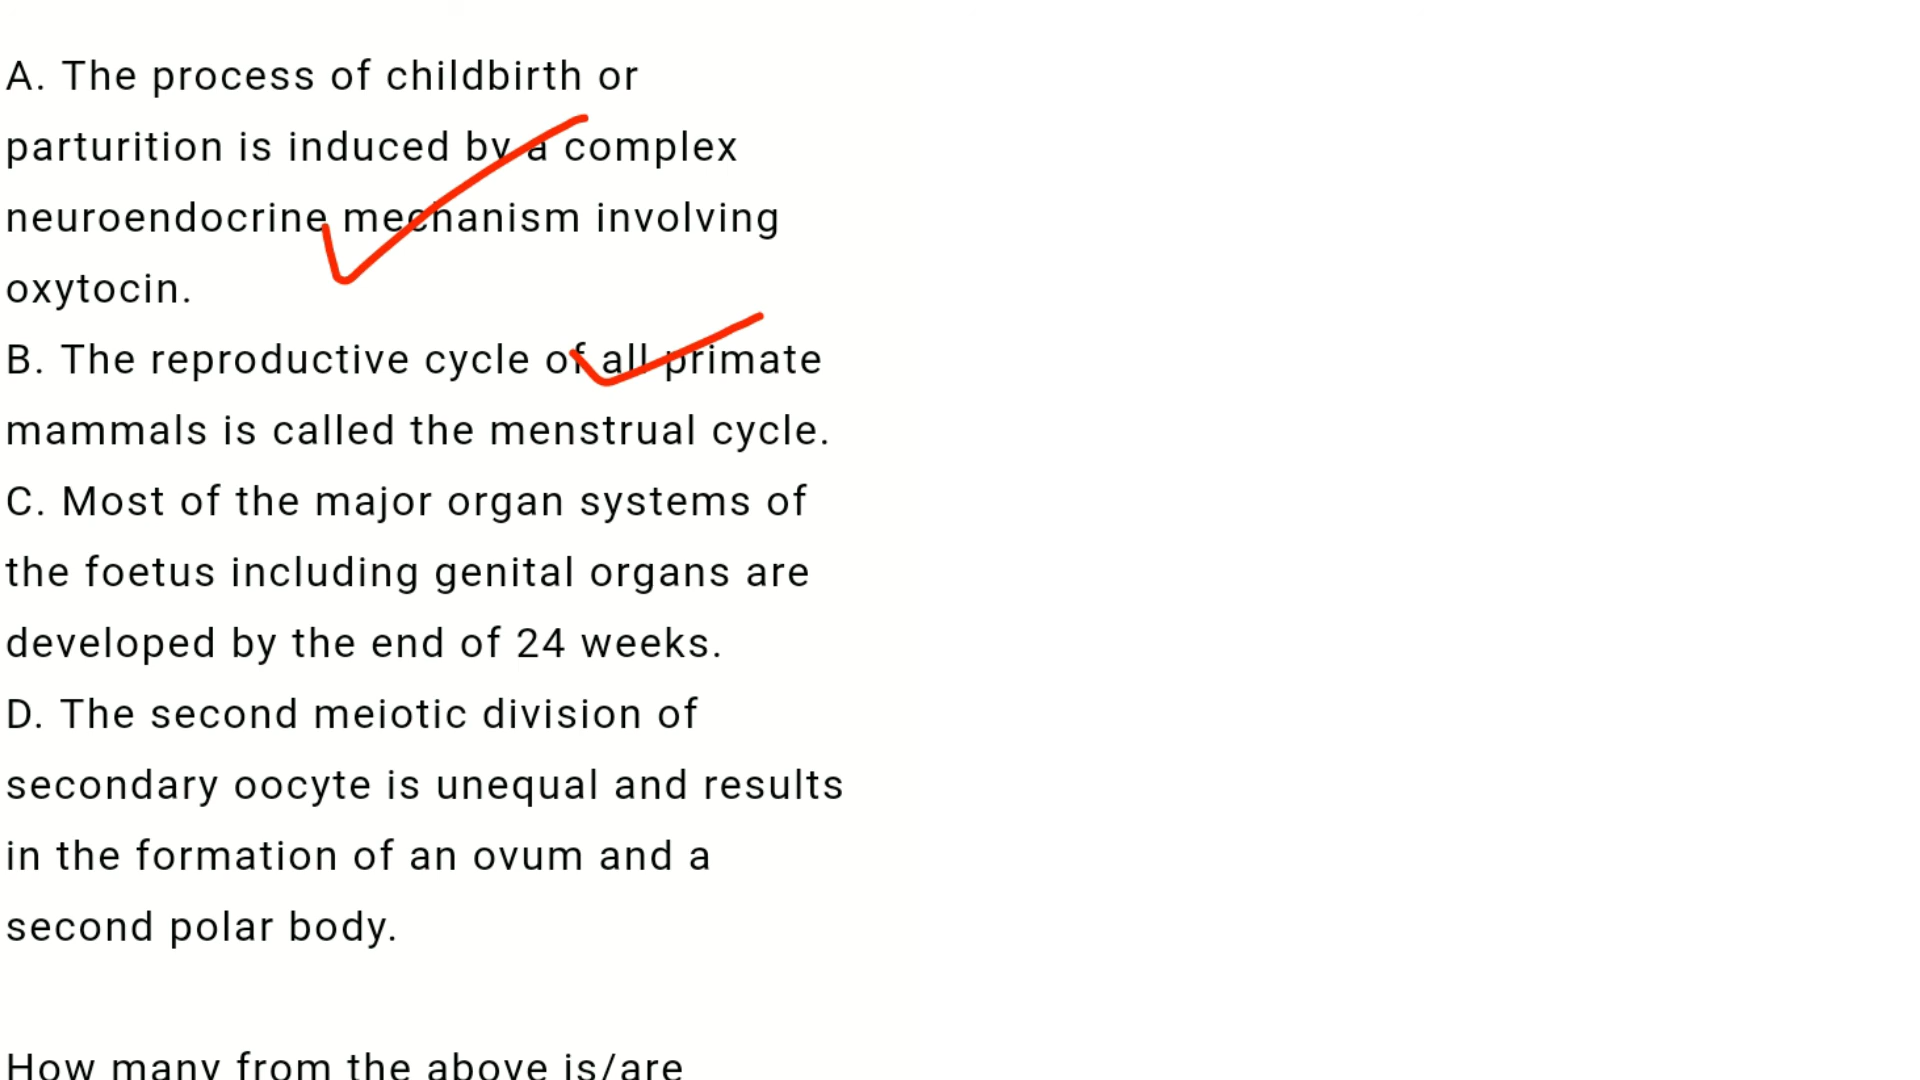 A. The process of childbirth or
parturition is induced by a complex
neuroendocrine mechanism involving
oxytocin.
B. The reproductive cycle of all primate
mammals is called the menstrual cycle.
C. Most of the major organ systems of
the foetus including genital organs are
developed by the end of 24 weeks.
D. The second meiotic division of
secondary oocyte is unequal and results
in the formation of an ovum and a
second polar body.
How many from the above is/are